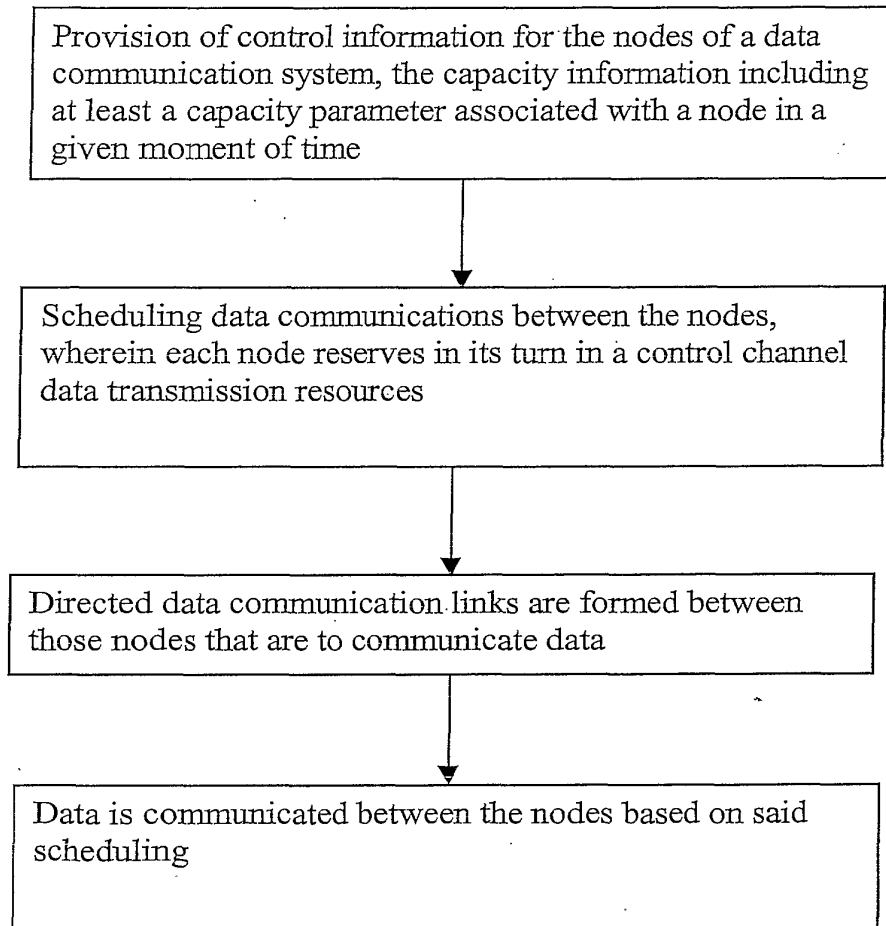 Provision of control information for the nodes of a data
communication system, the capacity information including
at least a capacity parameter associated with a node in a
given moment of time
Scheduling data communications between the nodes,
wherein each node reserves in its turn in a control channel
data transmission resources
Directed data communication links are formed between
those nodes that are to communicate data
Data is communicated between the nodes based on said
scheduling